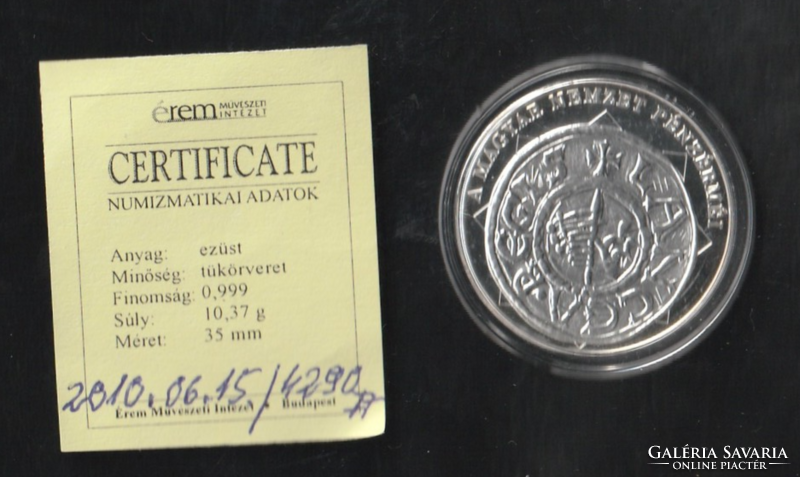 érem MŰVÉSZETI
INTÉZET
CERTIFICATE
NUMIZMATIKAI ADATOK
Anyag: ezüst
Minőség: tükörveret
Finomság: 0,999
Súly: 10,37 g
Méret: 35 mm
2010.06.15/4290
Érem Művészeti Intézet Budapest
A MAGYAR NEMZET PÉNZÉRMÉI
GALÉRIA SAVARIA
ONLINE PIACTÉR